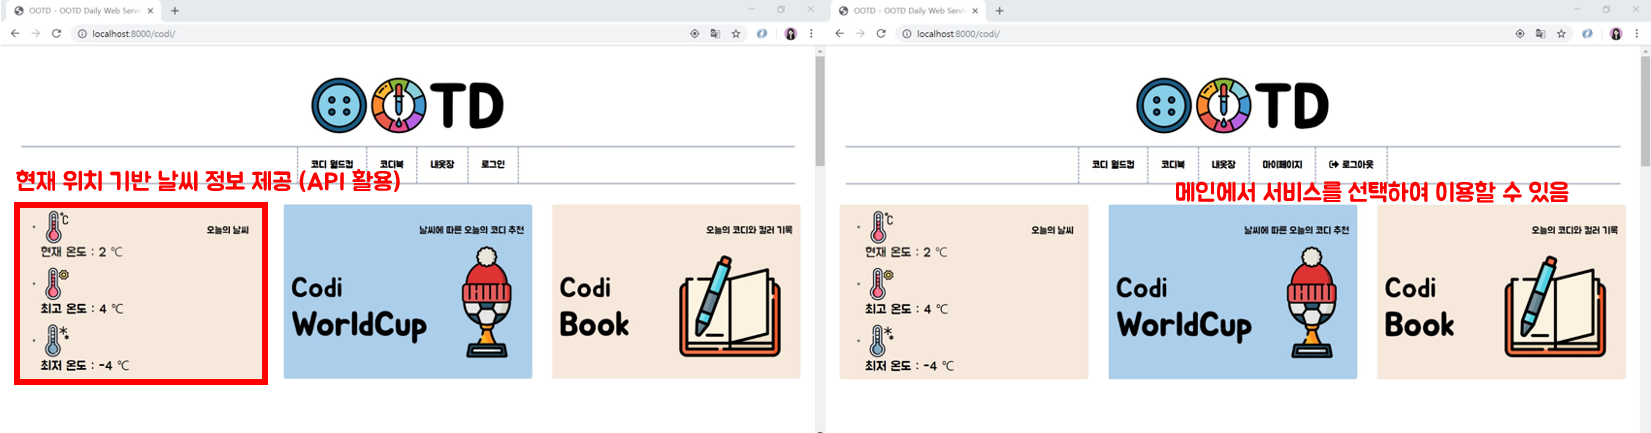 OOTD - OOTD Daily Web Servi
localhost:8000/codi/
OOTD
코디 월드컵 코디북 내옷장 로그인
현재 위치 기반 날씨 정보 제공 (API 활용)
오늘의 날씨
°C
현재 온도 : 2 ℃
최고 온도 : 4 ℃
최저 온도 : -4 ℃
날씨에 따른 오늘의 코디 추천
Codi
WorldCup
오늘의 코디와 컬러 기록
Codi
Book
OOTD - OOTD Daily Web Servi
localhost:8000/codi/
OOTD
코디 월드컵 코디북 내옷장 마이페이지 로그아웃
메인에서 서비스를 선택하여 이용할 수 있음
오늘의 날씨
°C
현재 온도 : 2 ℃
최고 온도 : 4 ℃
최저 온도 : -4 ℃
날씨에 따른 오늘의 코디 추천
Codi
WorldCup
오늘의 코디와 컬러 기록
Codi
Book